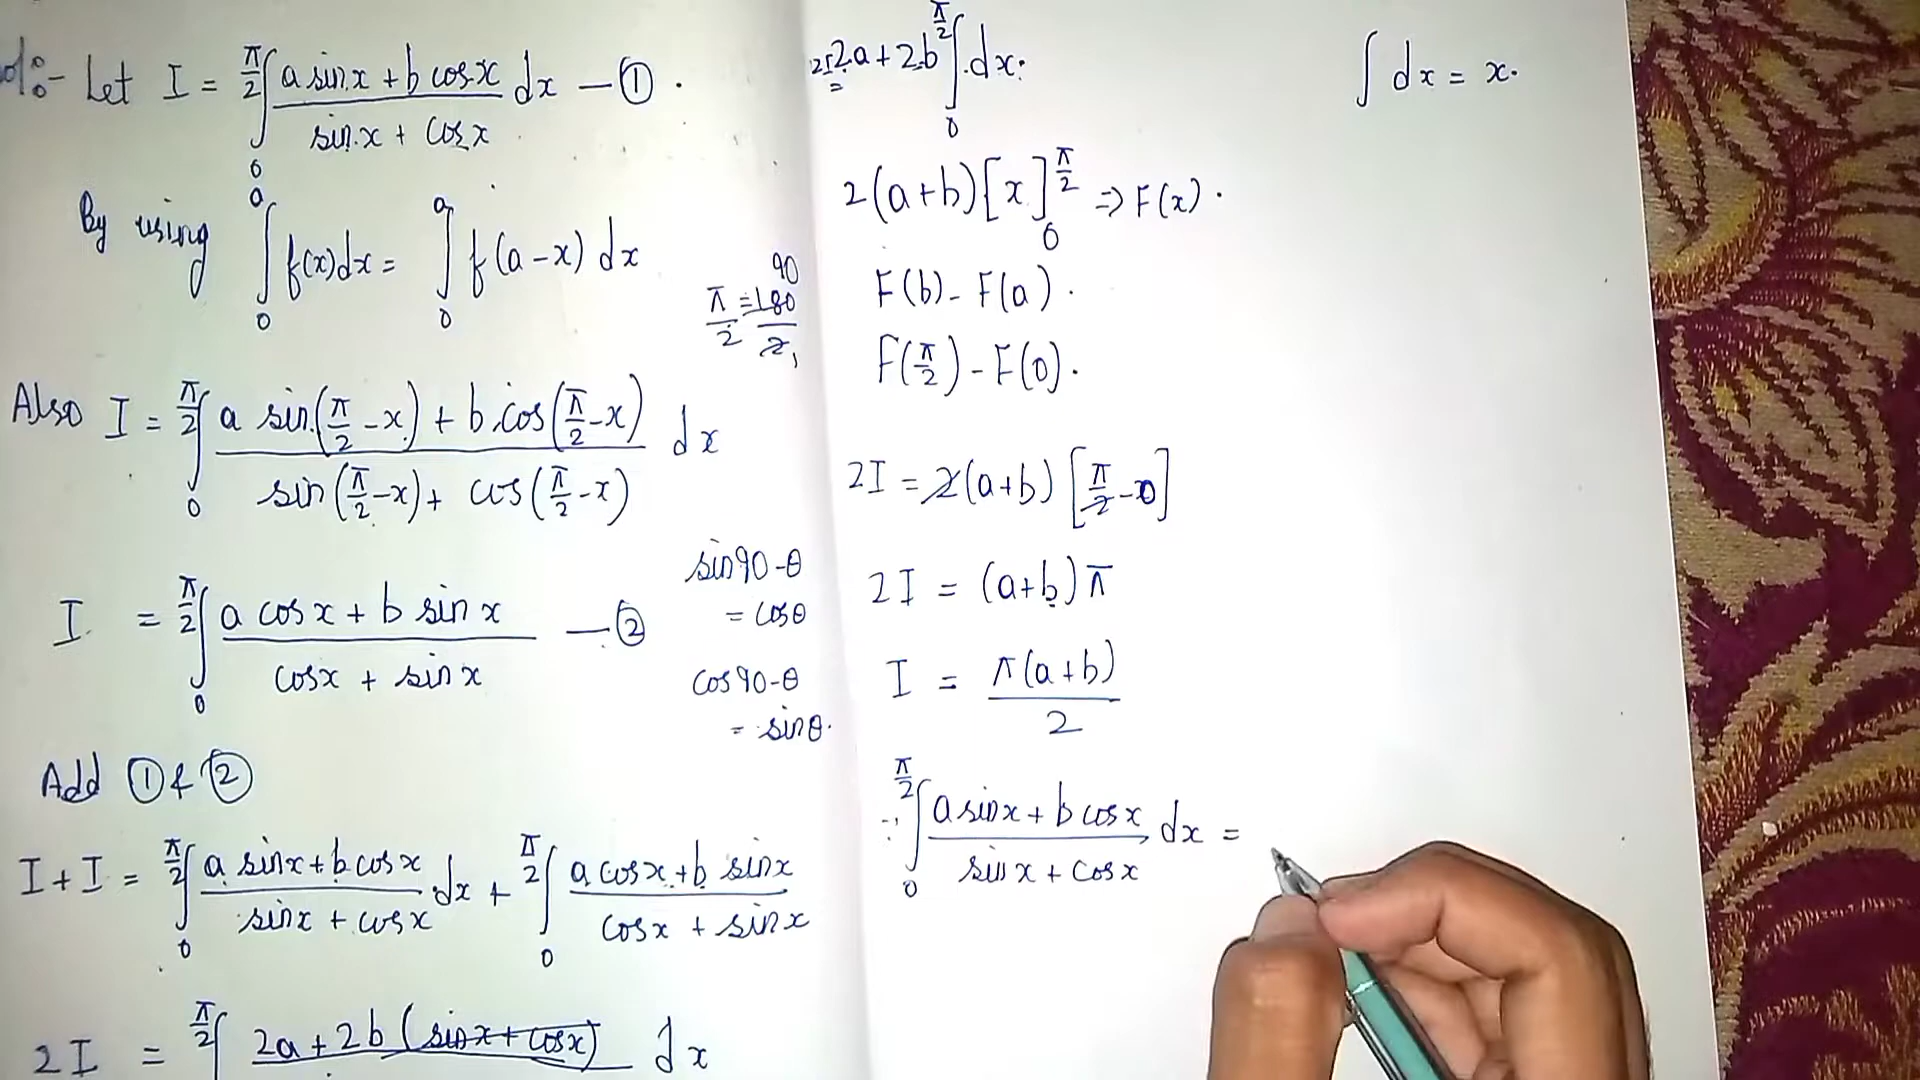 Let I = ∫₀^(π/2) (a sin x + b cos x)/(sin x + cos x) dx — ①.
By using ∫₀^a f(x)dx = ∫₀^a f(a-x) dx
π/2 = 180/2, 90
Also I = ∫₀^(π/2) (a sin(π/2 - x) + b cos(π/2 - x))/(sin(π/2 - x) + cos(π/2 - x)) dx
I = ∫₀^(π/2) (a cos x + b sin x)/(cos x + sin x) — ②
sin 90-θ
= cos θ
cos 90-θ
= sin θ.
Add ① & ②
I + I = ∫₀^(π/2) (a sin x + b cos x)/(sin x + cos x) dx + ∫₀^(π/2) (a cos x + b sin x)/(cos x + sin x)
2I = ∫^(π/2) 2a + 2b (sin x + cos x) dx
2I = 2a + 2b ∫₀^(π/2) dx.
2(a+b)[x]₀^(π/2) ⇒ F(x).
F(b) - F(a).
F(π/2) - F(0).
2I = 2(a+b) [π/2 - 0]
2I = (a+b) π
I = π(a+b)/2
∵ ∫₀^(π/2) (a sin x + b cos x)/(sin x + cos x) dx =
∫ dx = x.